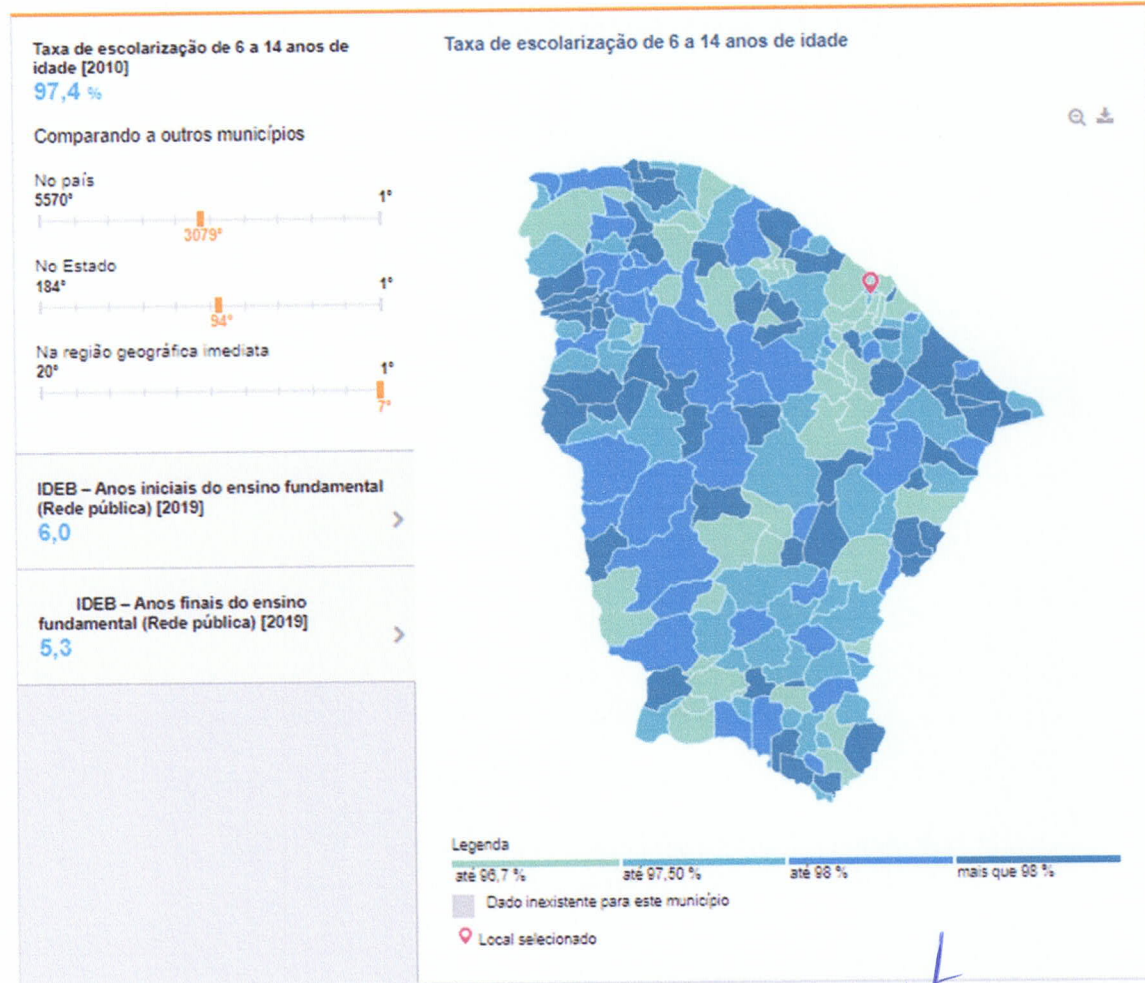 Taxa de escolarização de 6 a 14 anos de
idade [2010]
97,4 %
Comparando a outros municípios
No país
5570° 1°
3079°
No Estado
184° 1°
94°
Na região geográfica imediata
20° 1°
7°
IDEB – Anos iniciais do ensino fundamental
(Rede pública) [2019]
6,0
IDEB – Anos finais do ensino
fundamental (Rede pública) [2019]
5,3
Taxa de escolarização de 6 a 14 anos de idade
Legenda
até 96,7 % até 97,50 % até 98 % mais que 98 %
Dado inexistente para este município
Local selecionado